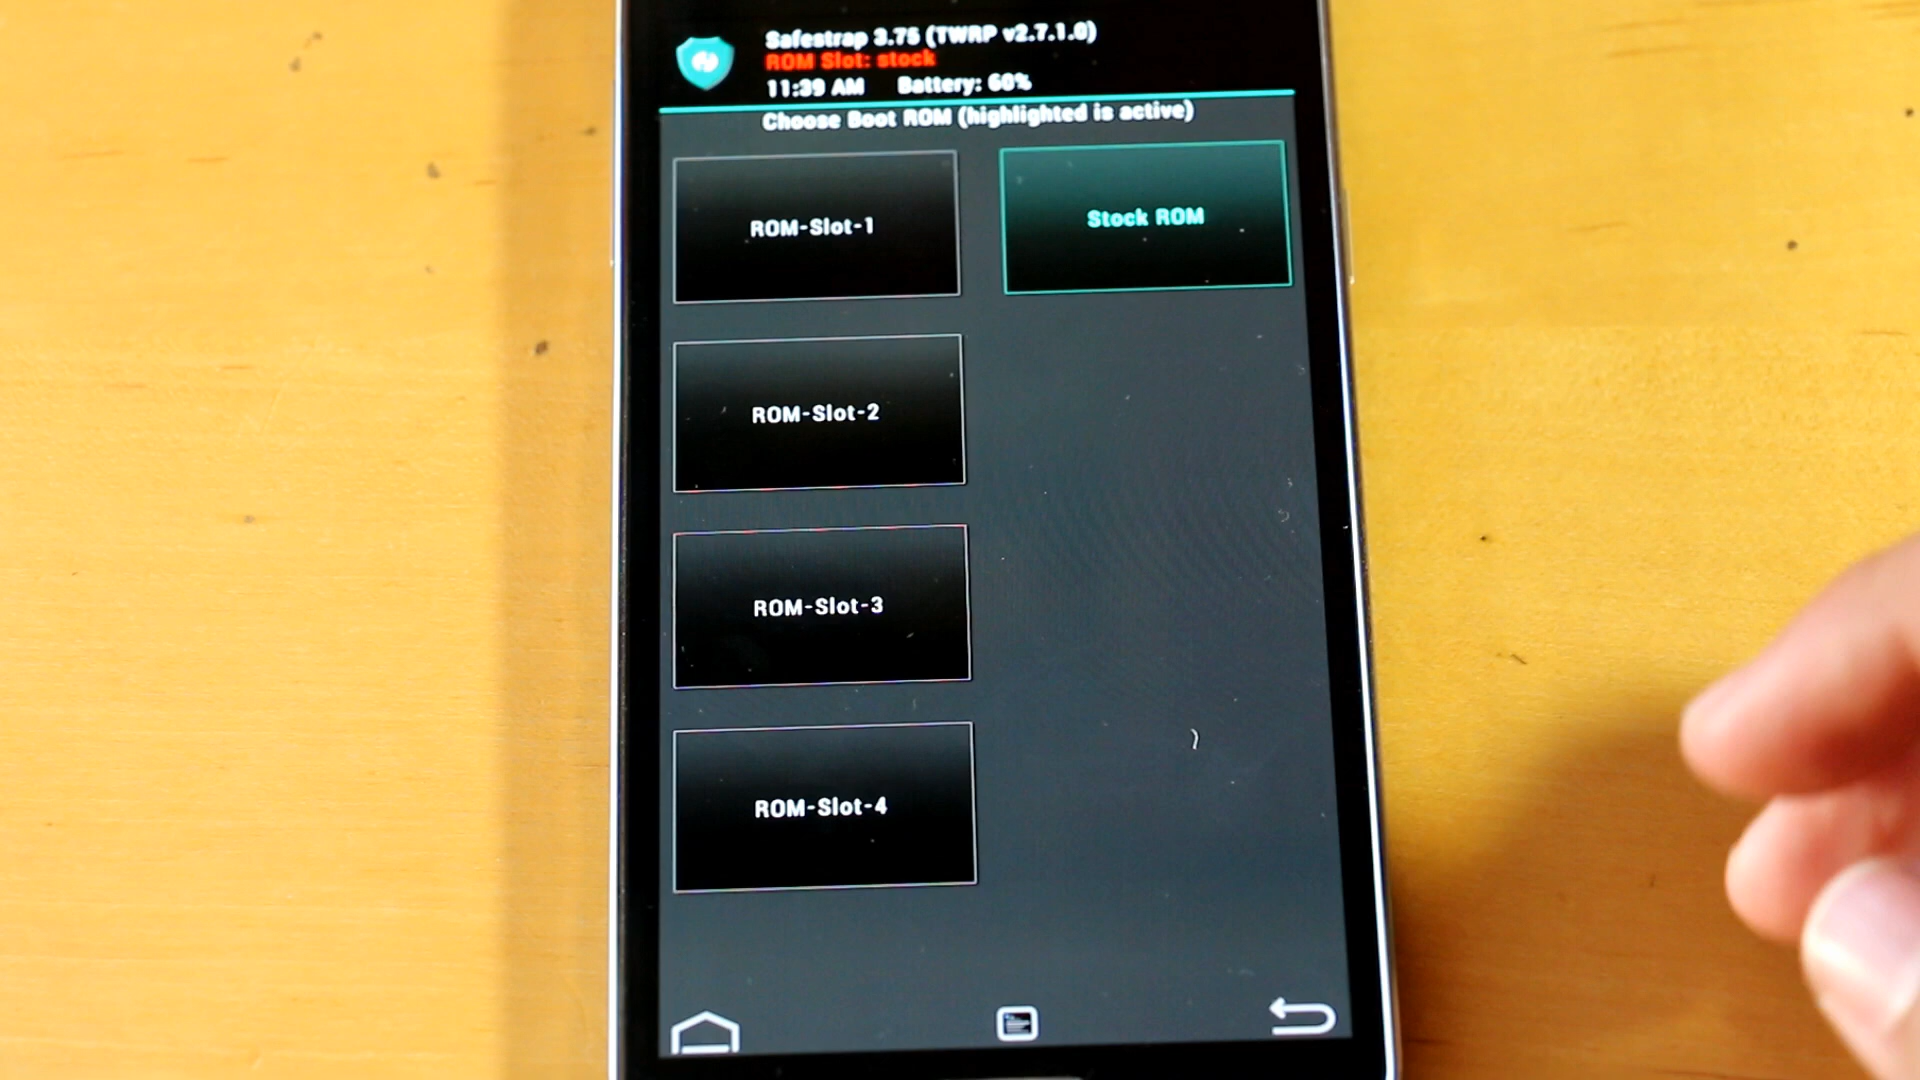 Safestrap 3.75 (TWRP v2.7.1.0)
ROM Slot: stock
11:39 AM Battery: 60%
Choose Boot ROM (highlighted is active)
ROM-Slot-1
Stock ROM
ROM-Slot-2
ROM-Slot-3
ROM-Slot-4